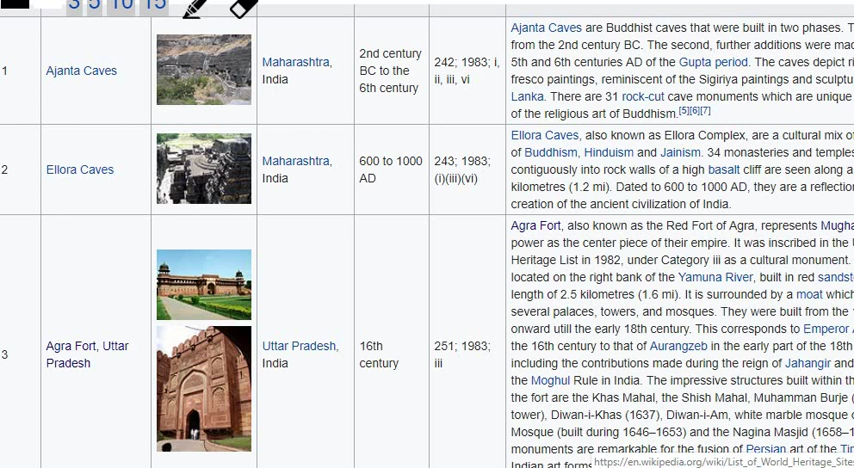 3 5 10 15
1
Ajanta Caves
Maharashtra,
India
2nd century
BC to the
6th century
242; 1983; i,
ii, iii, vi
Ajanta Caves are Buddhist caves that were built in two phases. T
from the 2nd century BC. The second, further additions were mad
5th and 6th centuries AD of the Gupta period. The caves depict ri
fresco paintings, reminiscent of the Sigiriya paintings and sculptu
Lanka. There are 31 rock-cut cave monuments which are unique
of the religious art of Buddhism.[5][6][7]
2
Ellora Caves
Maharashtra,
India
600 to 1000
AD
243; 1983;
(i)(iii)(vi)
Ellora Caves, also known as Ellora Complex, are a cultural mix of
of Buddhism, Hinduism and Jainism. 34 monasteries and temples
contiguously into rock walls of a high basalt cliff are seen along a
kilometres (1.2 mi). Dated to 600 to 1000 AD, they are a reflection
creation of the ancient civilization of India.
3
Agra Fort, Uttar
Pradesh
Uttar Pradesh,
India
16th
century
251; 1983;
iii
Agra Fort, also known as the Red Fort of Agra, represents Mugha
power as the center piece of their empire. It was inscribed in the
Heritage List in 1982, under Category iii as a cultural monument.
located on the right bank of the Yamuna River, built in red sandst
length of 2.5 kilometres (1.6 mi). It is surrounded by a moat which
several palaces, towers, and mosques. They were built from the
onward utill the early 18th century. This corresponds to Emperor A
the 16th century to that of Aurangzeb in the early part of the 18th
including the contributions made during the reign of Jahangir and
the Moghul Rule in India. The impressive structures built within th
the fort are the Khas Mahal, the Shish Mahal, Muhamman Burje (
tower), Diwan-i-Khas (1637), Diwan-i-Am, white marble mosque o
Mosque (built during 1646–1653) and the Nagina Masjid (1658–1
monuments are remarkable for the fusion of Persian art of the Tim
Indian art forms
https://en.wikipedia.org/wiki/List_of_World_Heritage_Sites